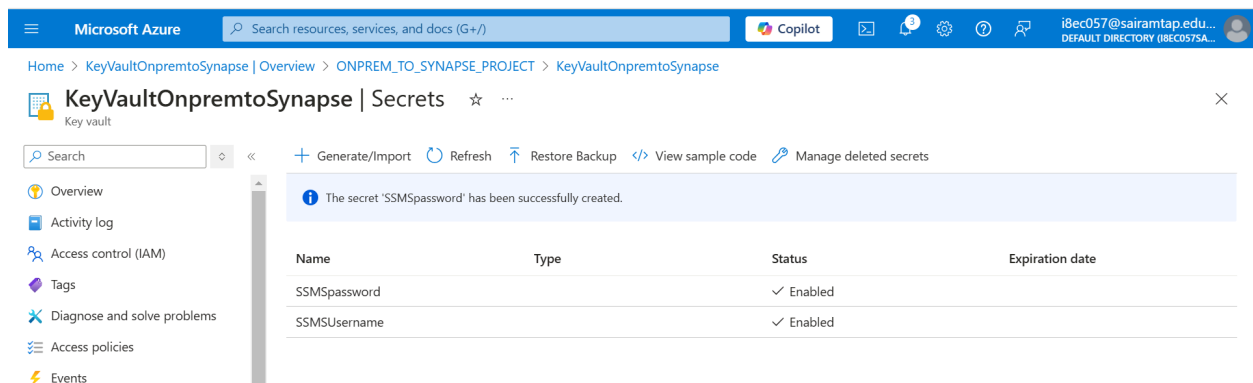 Microsoft Azure
Search resources, services, and docs (G+/)
Copilot
3
i8ec057@sairamtap.edu...
DEFAULT DIRECTORY (I8EC057SA...
Home > KeyVaultOnpremtoSynapse | Overview > ONPREM_TO_SYNAPSE_PROJECT > KeyVaultOnpremtoSynapse
KeyVaultOnpremtoSynapse | Secrets
Key vault
Search
Generate/Import Refresh Restore Backup View sample code Manage deleted secrets
Overview
The secret 'SSMSpassword' has been successfully created.
Activity log
Access control (IAM)
Name Type Status Expiration date
Tags
SSMSpassword Enabled
Diagnose and solve problems
SSMSUsername Enabled
Access policies
Events